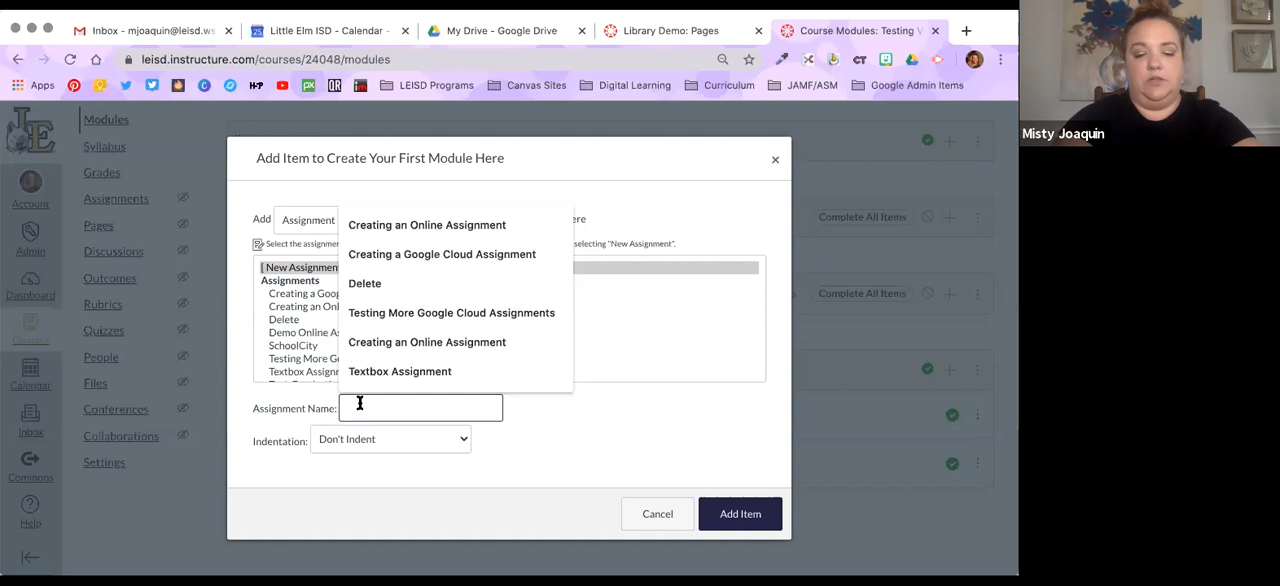 Inbox - mjoaquin@leisd.ws
Little Elm ISD - Calendar -
My Drive - Google Drive
Library Demo: Pages
Course Modules: Testing V
leisd.instructure.com/courses/24048/modules
Apps
LEISD Programs
Canvas Sites
Digital Learning
Curriculum
JAMF/ASM
Google Admin Items
Misty Joaquin
Account
Admin
Dashboard
Courses
Calendar
Inbox
Commons
Help
Modules
Syllabus
Grades
Assignments
Pages
Discussions
Outcomes
Rubrics
Quizzes
People
Files
Conferences
Collaborations
Settings
Add Item to Create Your First Module Here
Add Assignment
Select the assignm
selecting "New Assignment".
[ New Assignmen
Assignments
Creating a Goog
Creating an Onl
Delete
Demo Online As
SchoolCity
Testing More Go
Textbox Assignm
Creating an Online Assignment
Creating a Google Cloud Assignment
Delete
Testing More Google Cloud Assignments
Creating an Online Assignment
Textbox Assignment
Assignment Name:
Indentation: Don't Indent
Cancel
Add Item
Complete All Items
Complete All Items